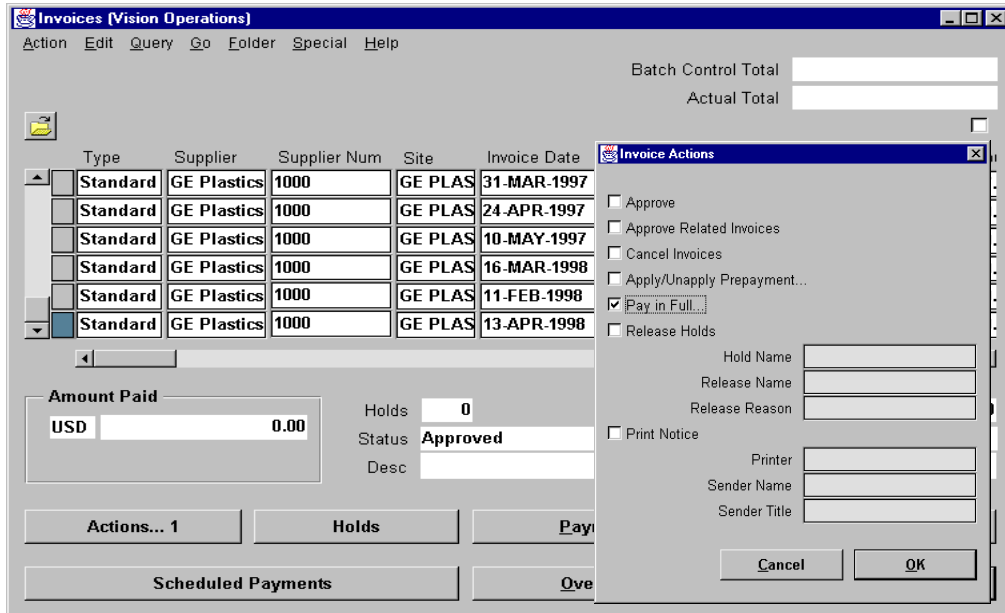 Invoices (Vision Operations)
Action Edit Query Go Folder Special Help
Batch Control Total
Actual Total
Type Supplier Supplier Num Site Invoice Date
Standard GE Plastics 1000 GE PLAS 31-MAR-1997
Standard GE Plastics 1000 GE PLAS 24-APR-1997
Standard GE Plastics 1000 GE PLAS 10-MAY-1997
Standard GE Plastics 1000 GE PLAS 16-MAR-1998
Standard GE Plastics 1000 GE PLAS 11-FEB-1998
Standard GE Plastics 1000 GE PLAS 13-APR-1998
Amount Paid
USD 0.00
Holds 0
Status Approved
Desc
Actions... 1 Holds Payı
Scheduled Payments Ove
Invoice Actions
Approve
Approve Related Invoices
Cancel Invoices
Apply/Unapply Prepayment...
Pay in Full...
Release Holds
Hold Name
Release Name
Release Reason
Print Notice
Printer
Sender Name
Sender Title
Cancel OK